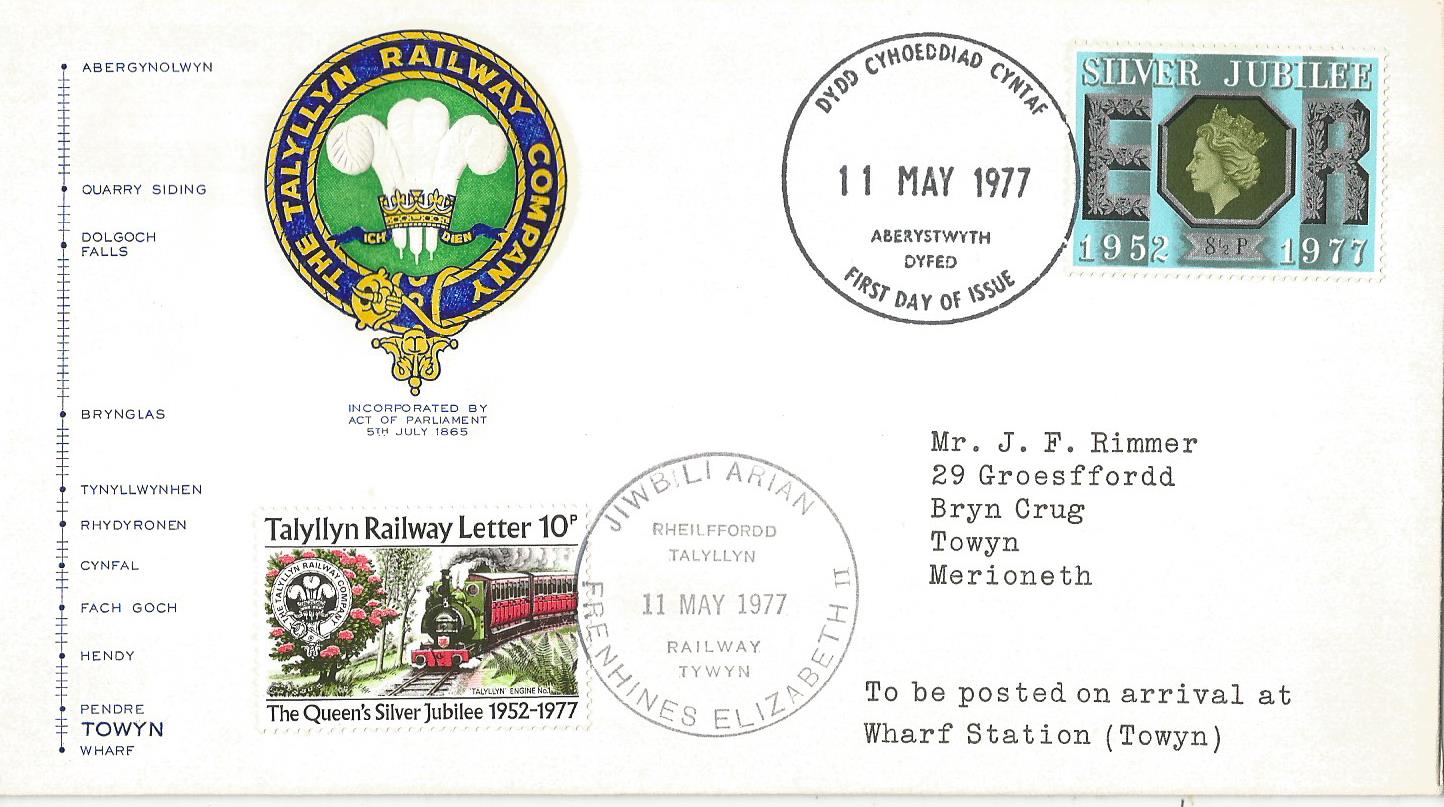 ABERGYNOLWYN
QUARRY SIDING
DOLGOCH
FALLS
BRYNGLAS
TYNYLLWYNHEN
RHYDYRONEN
CYNFAL
FACH GOCH
HENDY
PENDRE
TOWYN
WHARF
THE TALYLLYN RAILWAY COMPANY
ICH DIEN
INCORPORATED BY
ACT OF PARLIAMENT
5TH JULY 1865
DYDD CYHOEDDIAD CYNTAF
11 MAY 1977
ABERYSTWYTH
DYFED
FIRST DAY OF ISSUE
SILVER JUBILEE
E R
1952 8½P 1977
Mr. J. F. Rimmer
29 Groesffordd
Bryn Crug
Towyn
Merioneth
To be posted on arrival at
Wharf Station (Towyn)
Talyllyn Railway Letter 10P
THE TALYLLYN RAILWAY COMPANY
'TALYLLYN' ENGINE No.1
The Queen's Silver Jubilee 1952-1977
JIWBILI ARIAN
RHEILFFORDD
TALYLLYN
11 MAY 1977
RAILWAY
TYWYN
FRENHINES ELIZABETH II